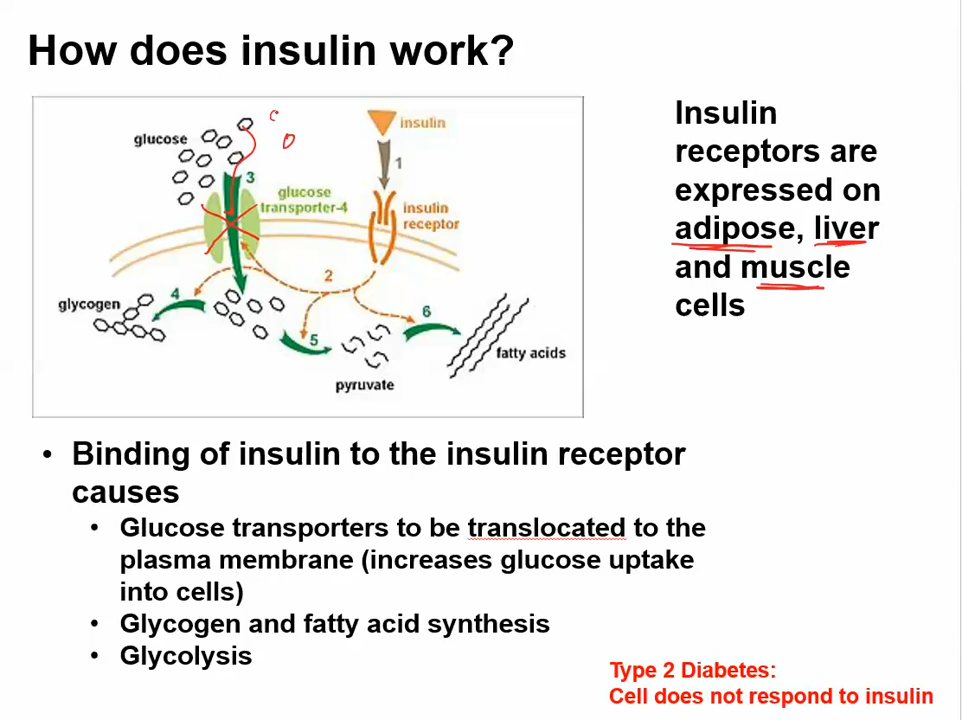 How does insulin work?
glucose
insulin
1
3
glucose
transporter-4
insulin
receptor
2
glycogen
4
5
6
pyruvate
fatty acids
Insulin
receptors are
expressed on
adipose, liver
and muscle
cells
• Binding of insulin to the insulin receptor
causes
• Glucose transporters to be translocated to the
plasma membrane (increases glucose uptake
into cells)
• Glycogen and fatty acid synthesis
• Glycolysis
Type 2 Diabetes:
Cell does not respond to insulin